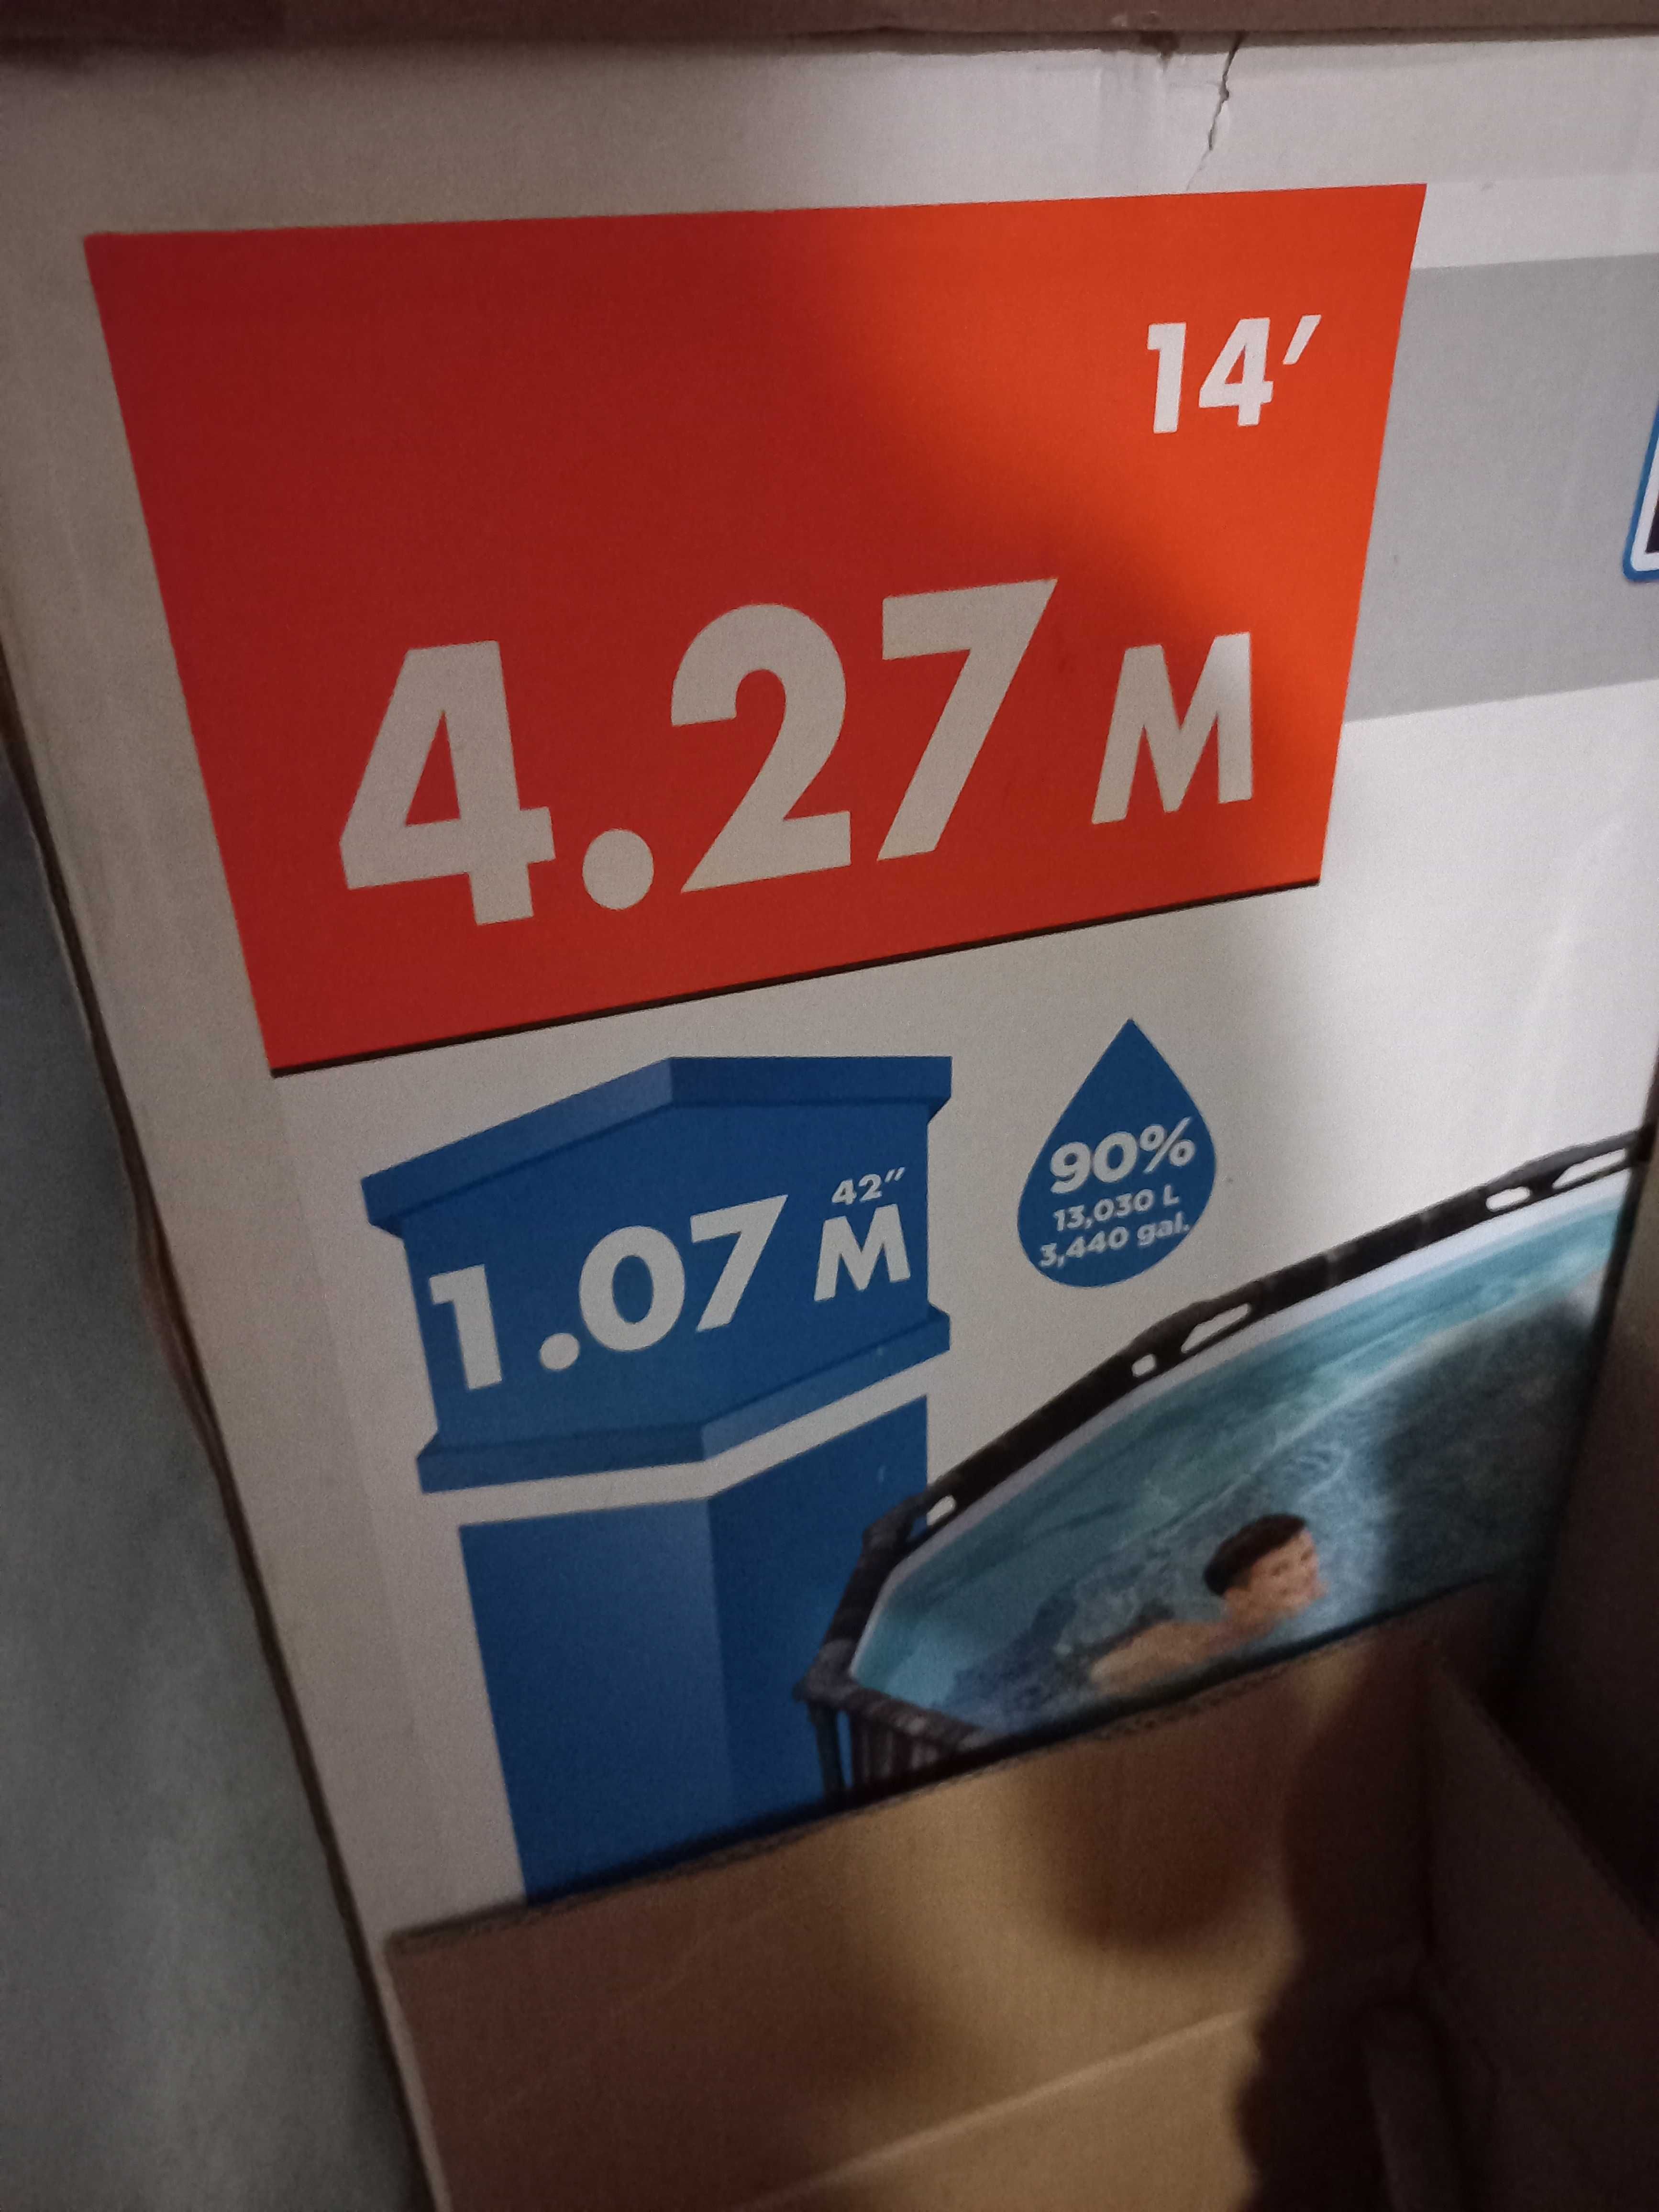 14′
4.27 M
42″
1.07 M
90%
13,030 L
3,440 gal.